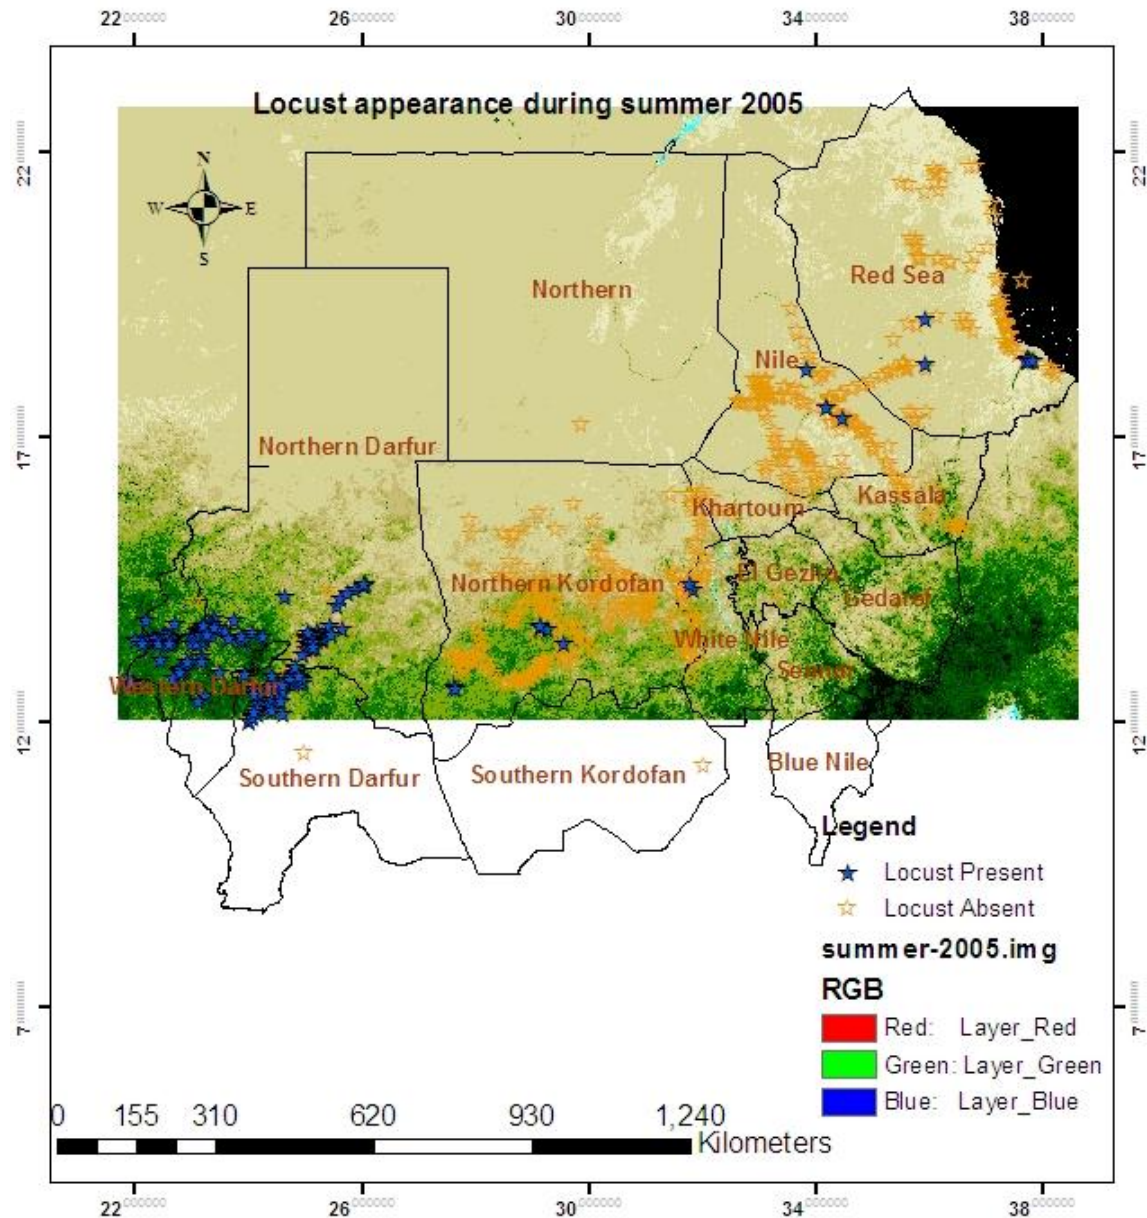 22 26 30 34 38
Locust appearance during summer 2005
22 22
N
W E
S
Northern
Red Sea
Nile
17 17
Northern Darfur
Khartoum
Kassala
Northern Kordofan
El Gezira
Gedaref
White Nile
Sennar
Western Darfur
12 12
Southern Darfur
Southern Kordofan
Blue Nile
Legend
Locust Present
Locust Absent
summer-2005.img
RGB
7 7
Red: Layer_Red
Green: Layer_Green
Blue: Layer_Blue
0 155 310 620 930 1,240
Kilometers
22 26 30 34 38